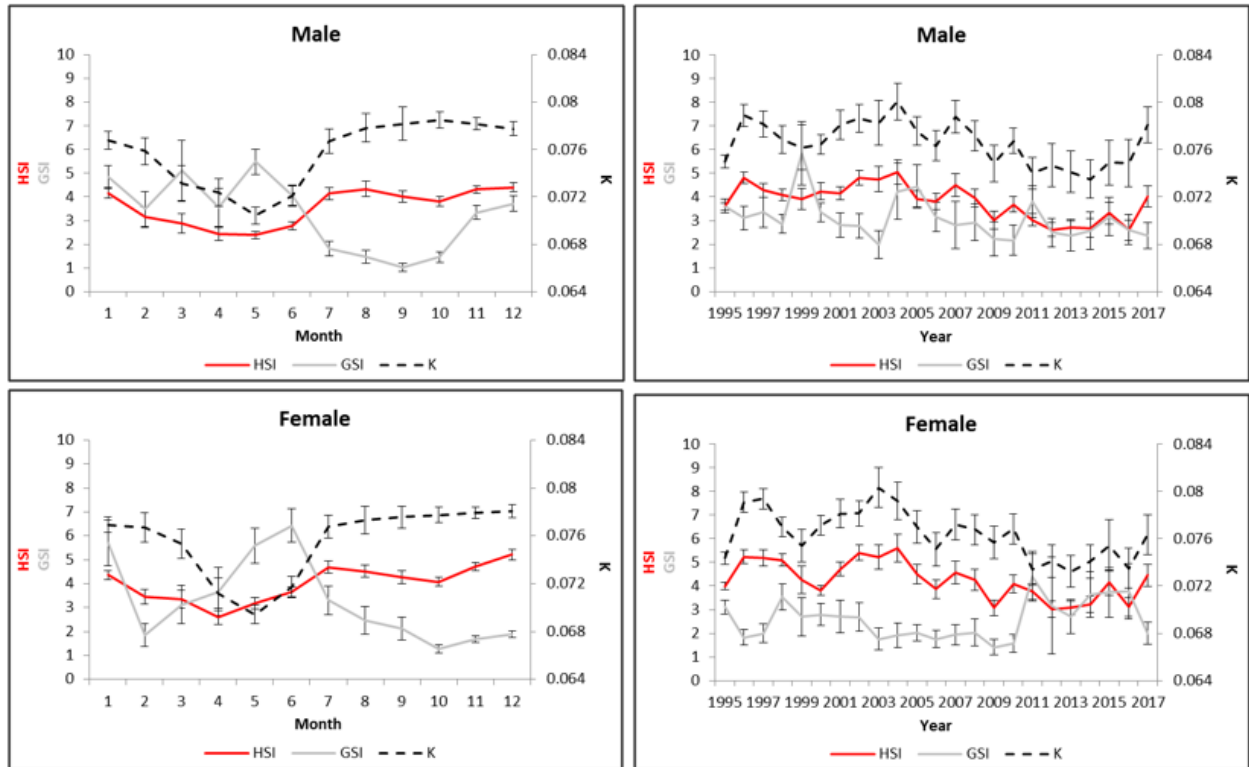 Male
10
9
8
7
6
5
4
3
2
1
0
HSI
GSI
0.084
0.08
0.076
0.072
0.068
0.064
K
1 2 3 4 5 6 7 8 9 10 11 12
Month
HSI GSI K
Male
10
9
8
7
6
5
4
3
2
1
0
HSI
GSI
0.084
0.08
0.076
0.072
0.068
0.064
K
1995 1997 1999 2001 2003 2005 2007 2009 2011 2013 2015 2017
Year
HSI GSI K
Female
10
9
8
7
6
5
4
3
2
1
0
HSI
GSI
0.084
0.08
0.076
0.072
0.068
0.064
K
1 2 3 4 5 6 7 8 9 10 11 12
Month
HSI GSI K
Female
10
9
8
7
6
5
4
3
2
1
0
HSI
GSI
0.084
0.08
0.076
0.072
0.068
0.064
K
1995 1997 1999 2001 2003 2005 2007 2009 2011 2013 2015 2017
Year
HSI GSI K